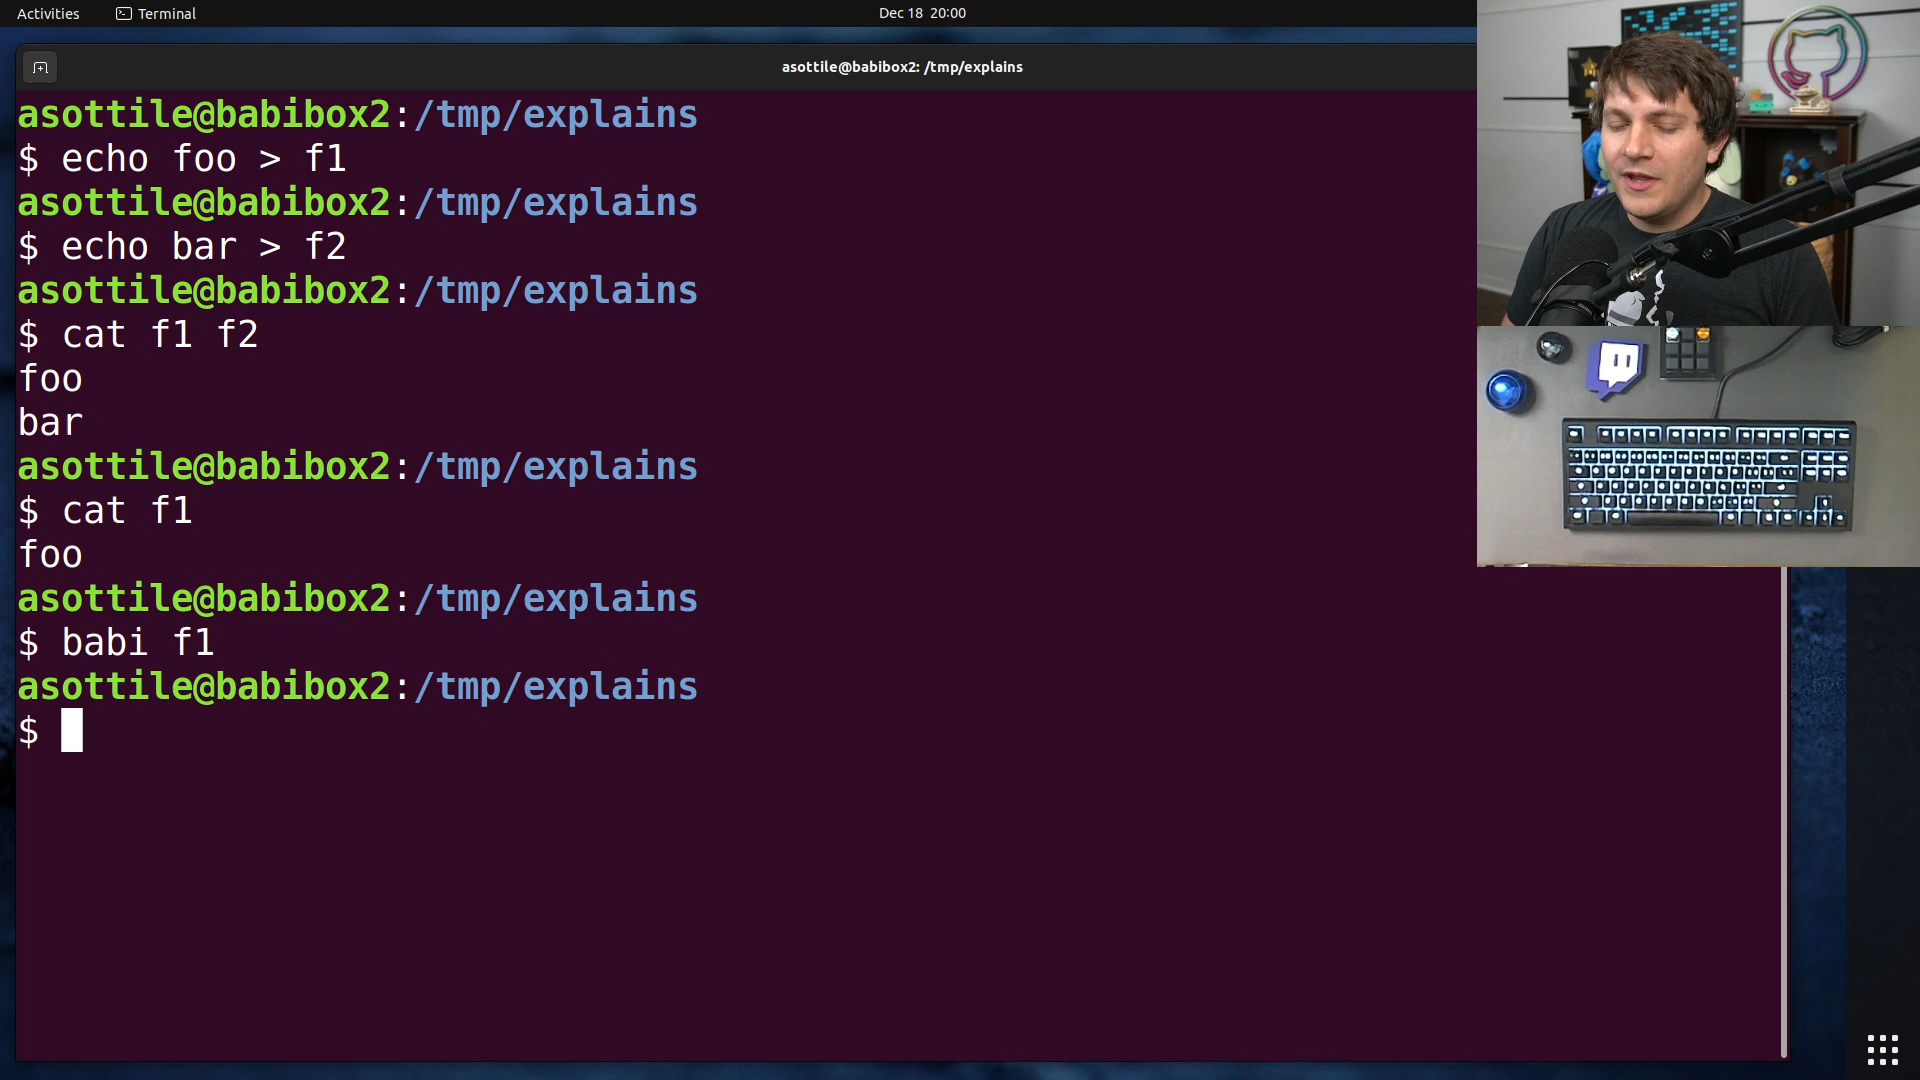 Activities
Terminal
Dec 18 20:00
asottile@babibox2: /tmp/explains
asottile@babibox2:/tmp/explains
$ echo foo > f1
asottile@babibox2:/tmp/explains
$ echo bar > f2
asottile@babibox2:/tmp/explains
$ cat f1 f2
foo
bar
asottile@babibox2:/tmp/explains
$ cat f1
foo
asottile@babibox2:/tmp/explains
$ babi f1
asottile@babibox2:/tmp/explains
$